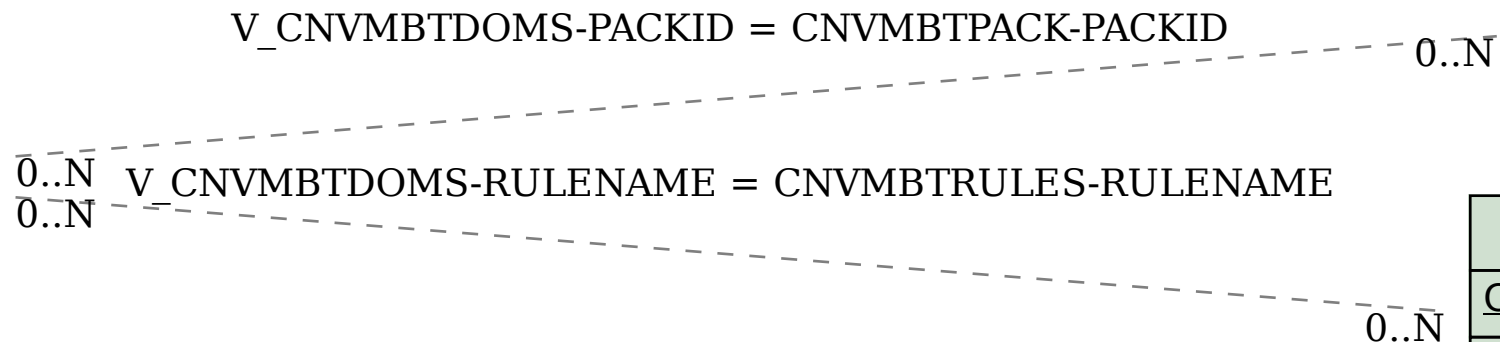 V_CNVMBTDOMS-PACKID = CNVMBTPACK-PACKID
0..N
0..N
V_CNVMBTDOMS-RULENAME = CNVMBTRULES-RULENAME
0..N
0..N